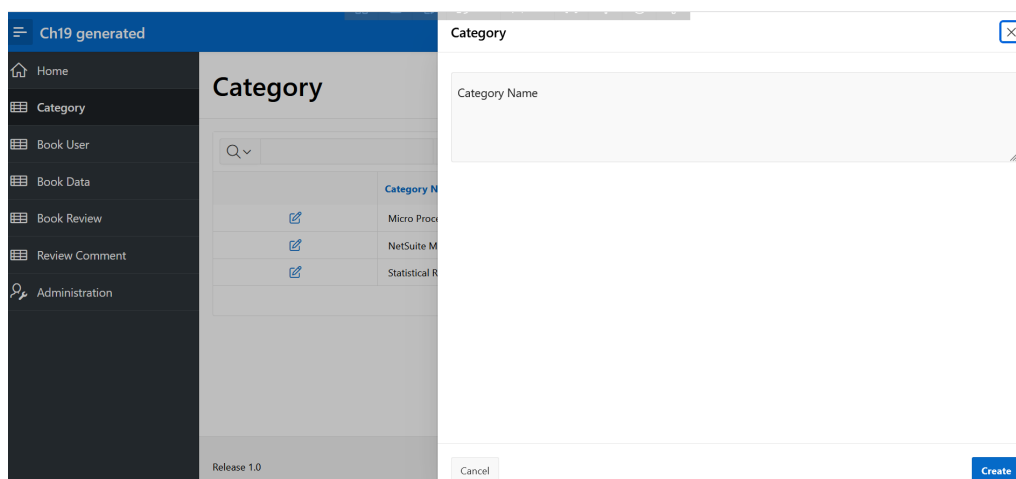 Ch19 generated
Home
Category
Book User
Book Data
Book Review
Review Comment
Administration
Category
Category N
Micro Proce
NetSuite M
Statistical R
Release 1.0
Category
Category Name
Cancel
Create